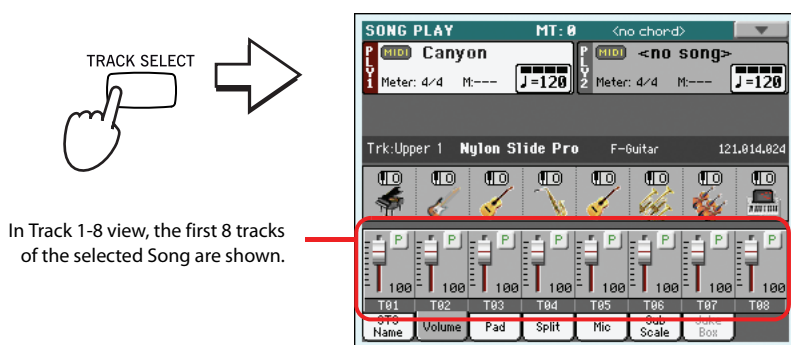 TRACK SELECT
In Track 1-8 view, the first 8 tracks
of the selected Song are shown.
SONG PLAY MT: 0 <no chord>
PLY1 MIDI Canyon
Meter: 4/4 M:--- ♩=120
PLY2 MIDI <no song>
Meter: 4/4 M:--- ♩=120
Trk:Upper 1 Nylon Slide Pro F-Guitar 121.014.024
P P P P P P P P
100 100 100 100 100 100 100 100
T01 T02 T03 T04 T05 T06 T07 T08
STS Name Volume Pad Split Mic Sub Scale Juke Box